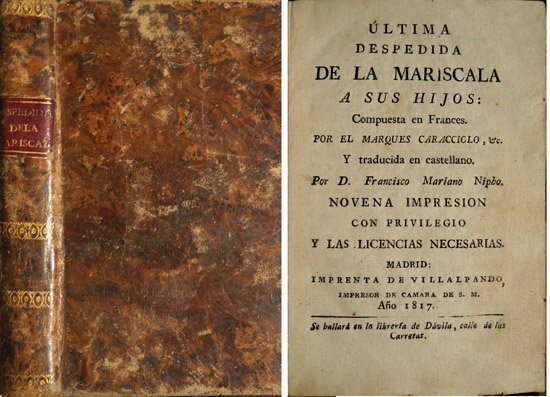 ESPEDIDA
DE LA
ARISCAL
ÚLTIMA
DESPEDIDA
DE LA MARISCALA
A SUS HIJOS:
Compuesta en Frances.
POR EL MARQUES CARACCIOLO, &c.
Y traducida en castellano.
Por D. Francisco Mariano Nipho.
NOVENA IMPRESION
CON PRIVILEGIO
Y LAS LICENCIAS NECESARIAS.
MADRID:
IMPRENTA DE VILLALPANDO,
IMPRESOR DE CAMARA DE S. M.
Año 1817.
Se hallará en la librería de Dávila, calle de las
Carretas.